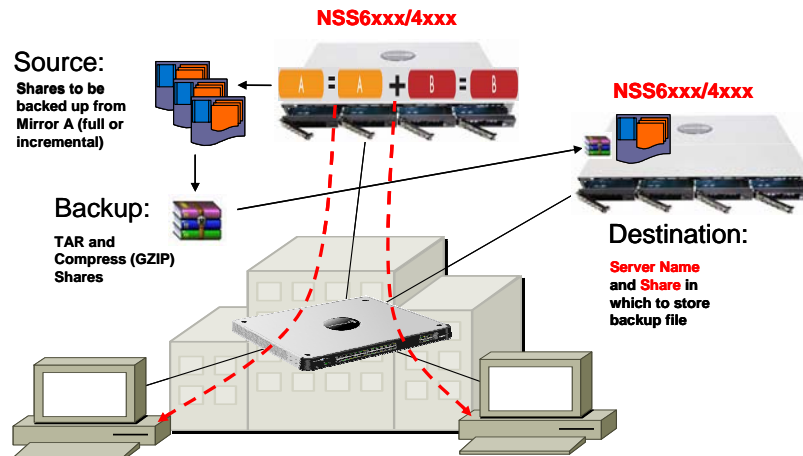 NSS6xxx/4xxx
Source:
Shares to be
backed up from
Mirror A (full or
incremental)
A = A + B = B
NSS6xxx/4xxx
Backup:
TAR and
Compress (GZIP)
Shares
Destination:
Server Name
and Share in
which to store
backup file